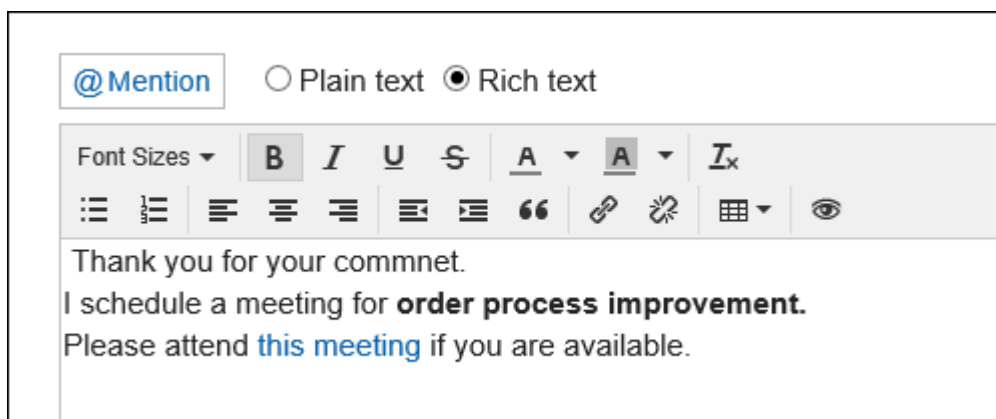 @Mention Plain text Rich text
Font Sizes B I U S A A Tx
Thank you for your commnet.
I schedule a meeting for order process improvement.
Please attend this meeting if you are available.